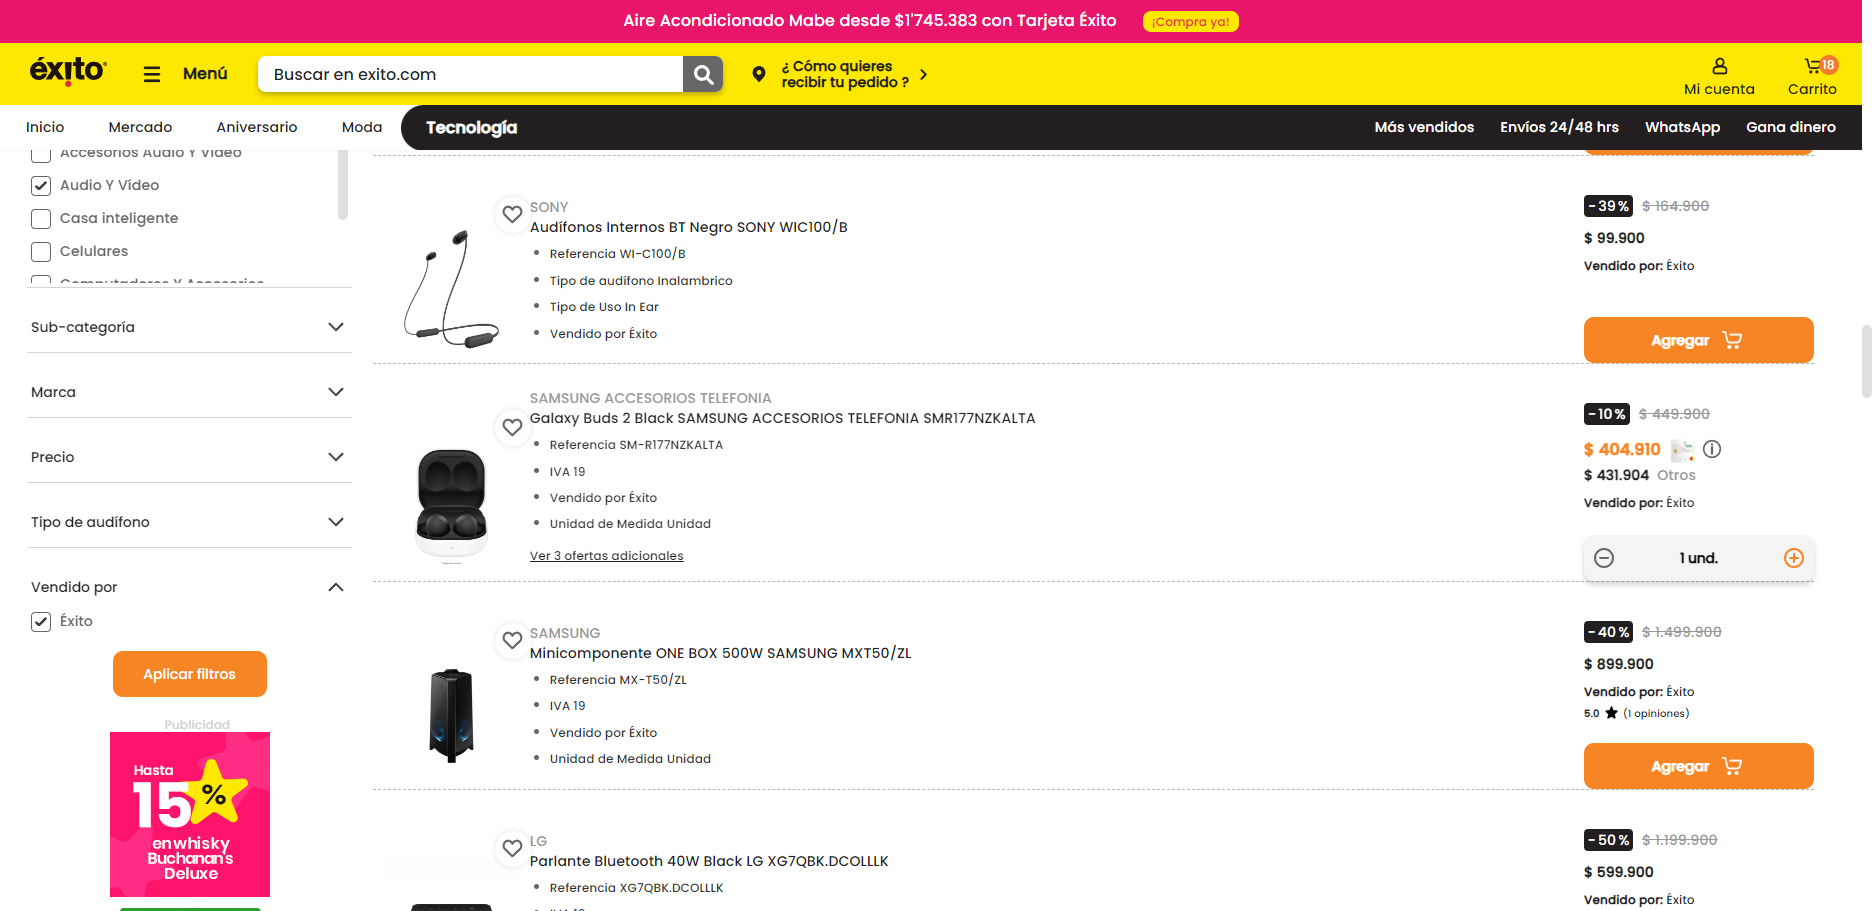 Aire Acondicionado Mabe desde $1'745.383 con Tarjeta Éxito ¡Compra ya!
éxito
Menú
Buscar en exito.com
¿ Cómo quieres
recibir tu pedido ?
Mi cuenta
18
Carrito
Inicio Mercado Aniversario Moda Tecnología Más vendidos Envíos 24/48 hrs WhatsApp Gana dinero
Accesorios Audio Y Video
Audio Y Vídeo
Casa inteligente
Celulares
Computadores Y Accesorios
Sub-categoría
Marca
Precio
Tipo de audífono
Vendido por
Éxito
Aplicar filtros
Publicidad
Hasta
15%
en whisky
Buchanan's
Deluxe
SONY
Audífonos Internos BT Negro SONY WIC100/B
Referencia WI-C100/B
Tipo de audífono Inalambrico
Tipo de Uso In Ear
Vendido por Éxito
-39% $ 164.900
$ 99.900
Vendido por: Éxito
Agregar
SAMSUNG ACCESORIOS TELEFONIA
Galaxy Buds 2 Black SAMSUNG ACCESORIOS TELEFONIA SMR177NZKALTA
Referencia SM-R177NZKALTA
IVA 19
Vendido por Éxito
Unidad de Medida Unidad
Ver 3 ofertas adicionales
-10% $ 449.900
$ 404.910
$ 431.904 Otros
Vendido por: Éxito
1 und.
SAMSUNG
Minicomponente ONE BOX 500W SAMSUNG MXT50/ZL
Referencia MX-T50/ZL
IVA 19
Vendido por Éxito
Unidad de Medida Unidad
-40% $ 1.499.900
$ 899.900
Vendido por: Éxito
5.0 (1 opiniones)
Agregar
LG
Parlante Bluetooth 40W Black LG XG7QBK.DCOLLLK
Referencia XG7QBK.DCOLLLK
IVA 19
-50% $ 1.199.900
$ 599.900
Vendido por: Éxito